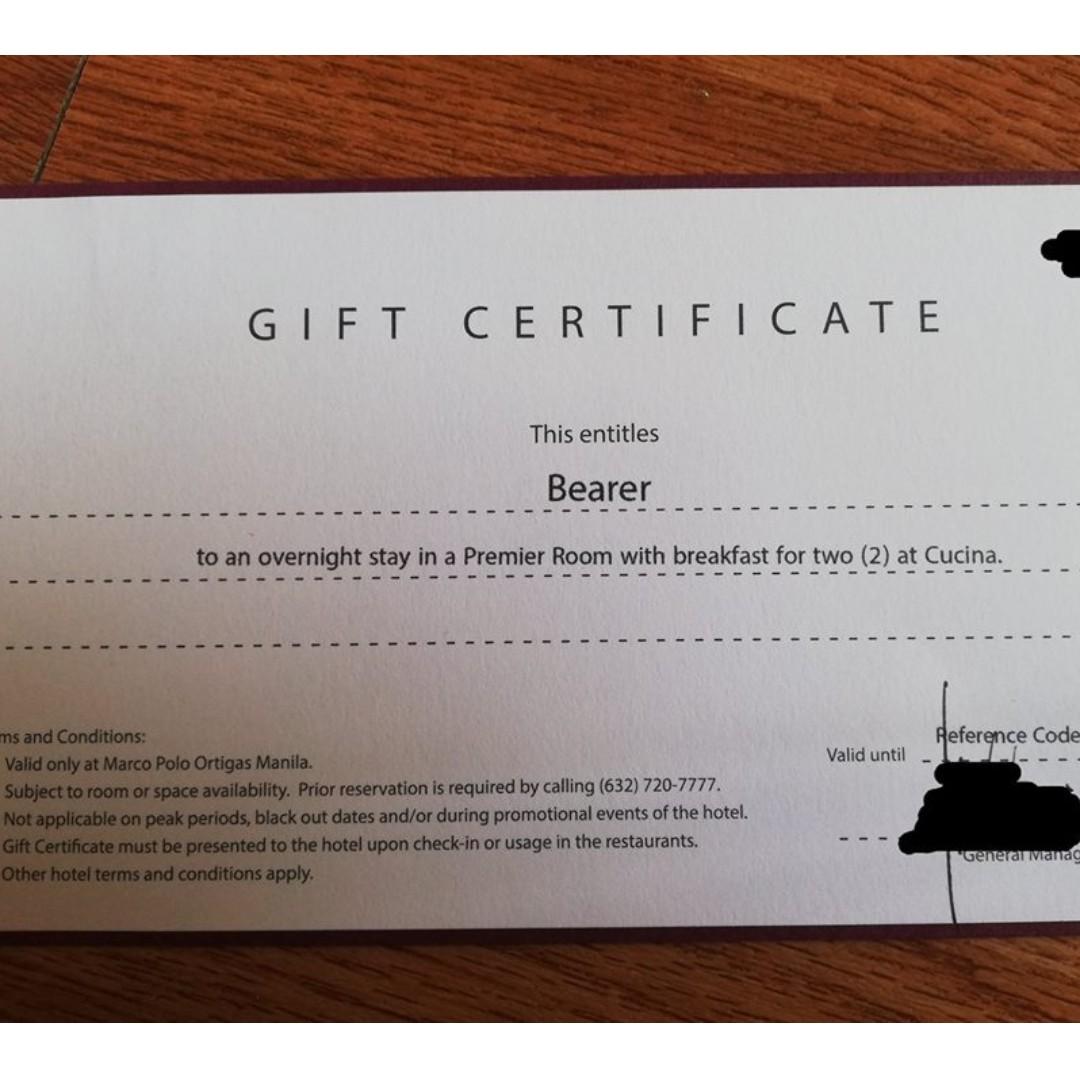 GIFT CERTIFICATE
This entitles
Bearer
to an overnight stay in a Premier Room with breakfast for two (2) at Cucina.
ms and Conditions:
Valid only at Marco Polo Ortigas Manila.
Subject to room or space availability. Prior reservation is required by calling (632) 720-7777.
Not applicable on peak periods, black out dates and/or during promotional events of the hotel.
Gift Certificate must be presented to the hotel upon check-in or usage in the restaurants.
Other hotel terms and conditions apply.
Reference Code
Valid until
General Manag